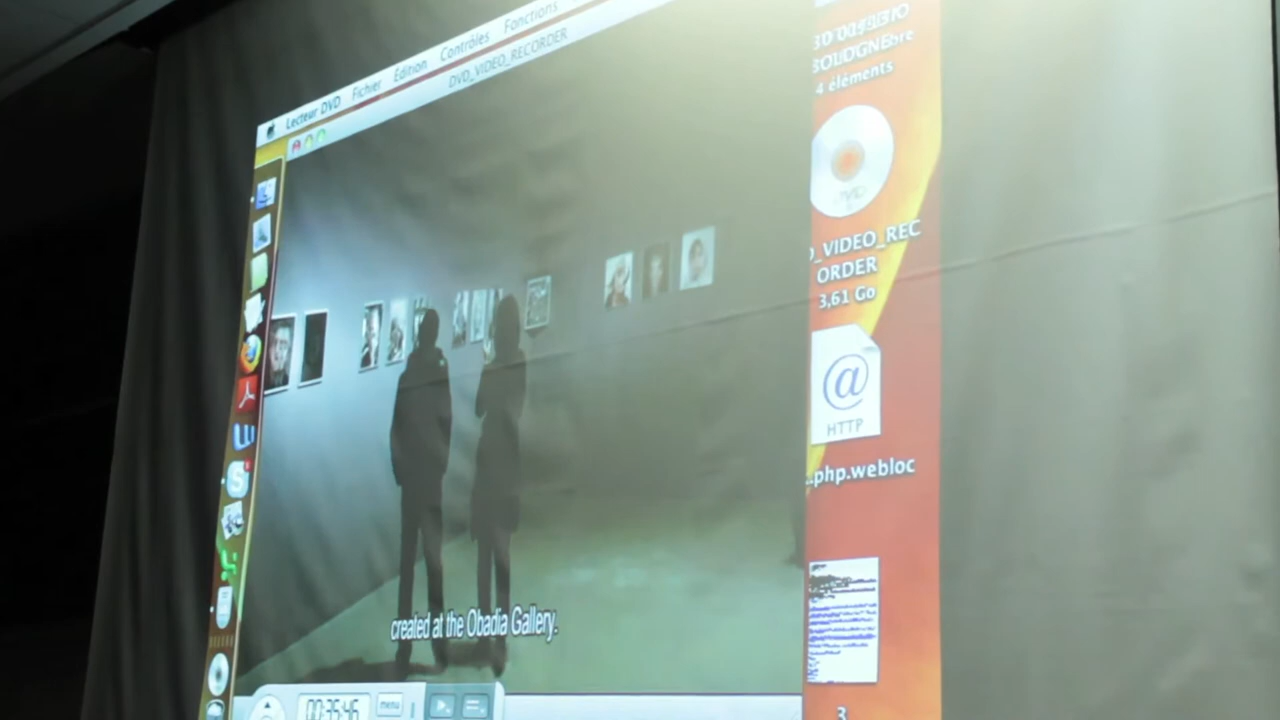 Lecteur DVD Fichier Édition Contrôles Fonctions
DVD_VIDEO_RECORDER
4 éléments
DVD
_VIDEO_REC
ORDER
3,61 Go
@
HTTP
...php.webloc
created at the Obadia Gallery.
00:35:46
menu
3